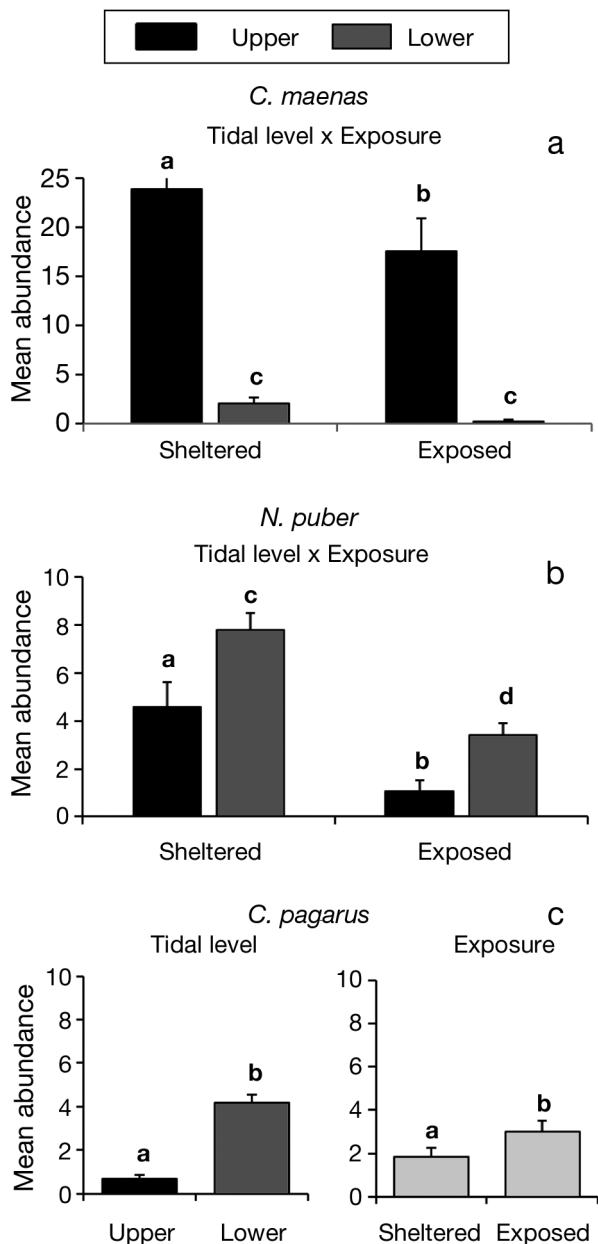 Upper Lower
C. maenas
Tidal level x Exposure a
a
b
25
20
15
10
5
0
c
c
Mean abundance
Sheltered Exposed
N. puber
Tidal level x Exposure b
10
8
6
4
2
0
a
c
b
d
Mean abundance
Sheltered Exposed
C. pagarus c
Tidal level Exposure
10
8
6
4
2
0
a
b
Mean abundance
Upper Lower
10
8
6
4
2
0
a
b
Sheltered Exposed